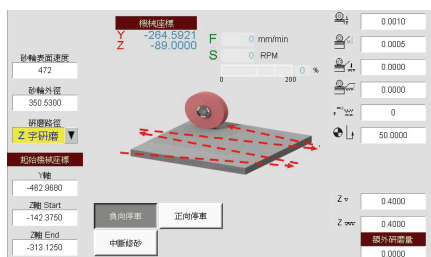 機械座標
Y -264.5921
Z -89.0000
F 0 mm/min
S 0 RPM
0 %
0 200
砂輪表面速度
472
砂輪外徑
350.5300
研磨路徑
Z 字研磨
起始機械座標
Y軸
-462.9680
Z軸 Start
-142.3750
Z軸 End
-313.1250
負向停車
正向停車
中斷修砂
0.0010
0.0005
0.0000
0.0000
0
50.0000
Z 0.4000
Z 0.4000
額外研磨量
0.0000